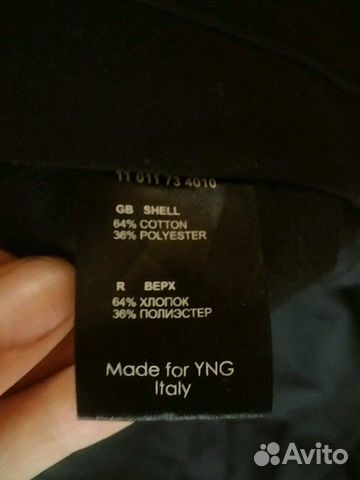 11 011 73 4010
GB SHELL
64% COTTON
36% POLYESTER
R ВЕРХ
64% ХЛОПОК
36% ПОЛИЭСТЕР
Made for YNG
Italy
Avito